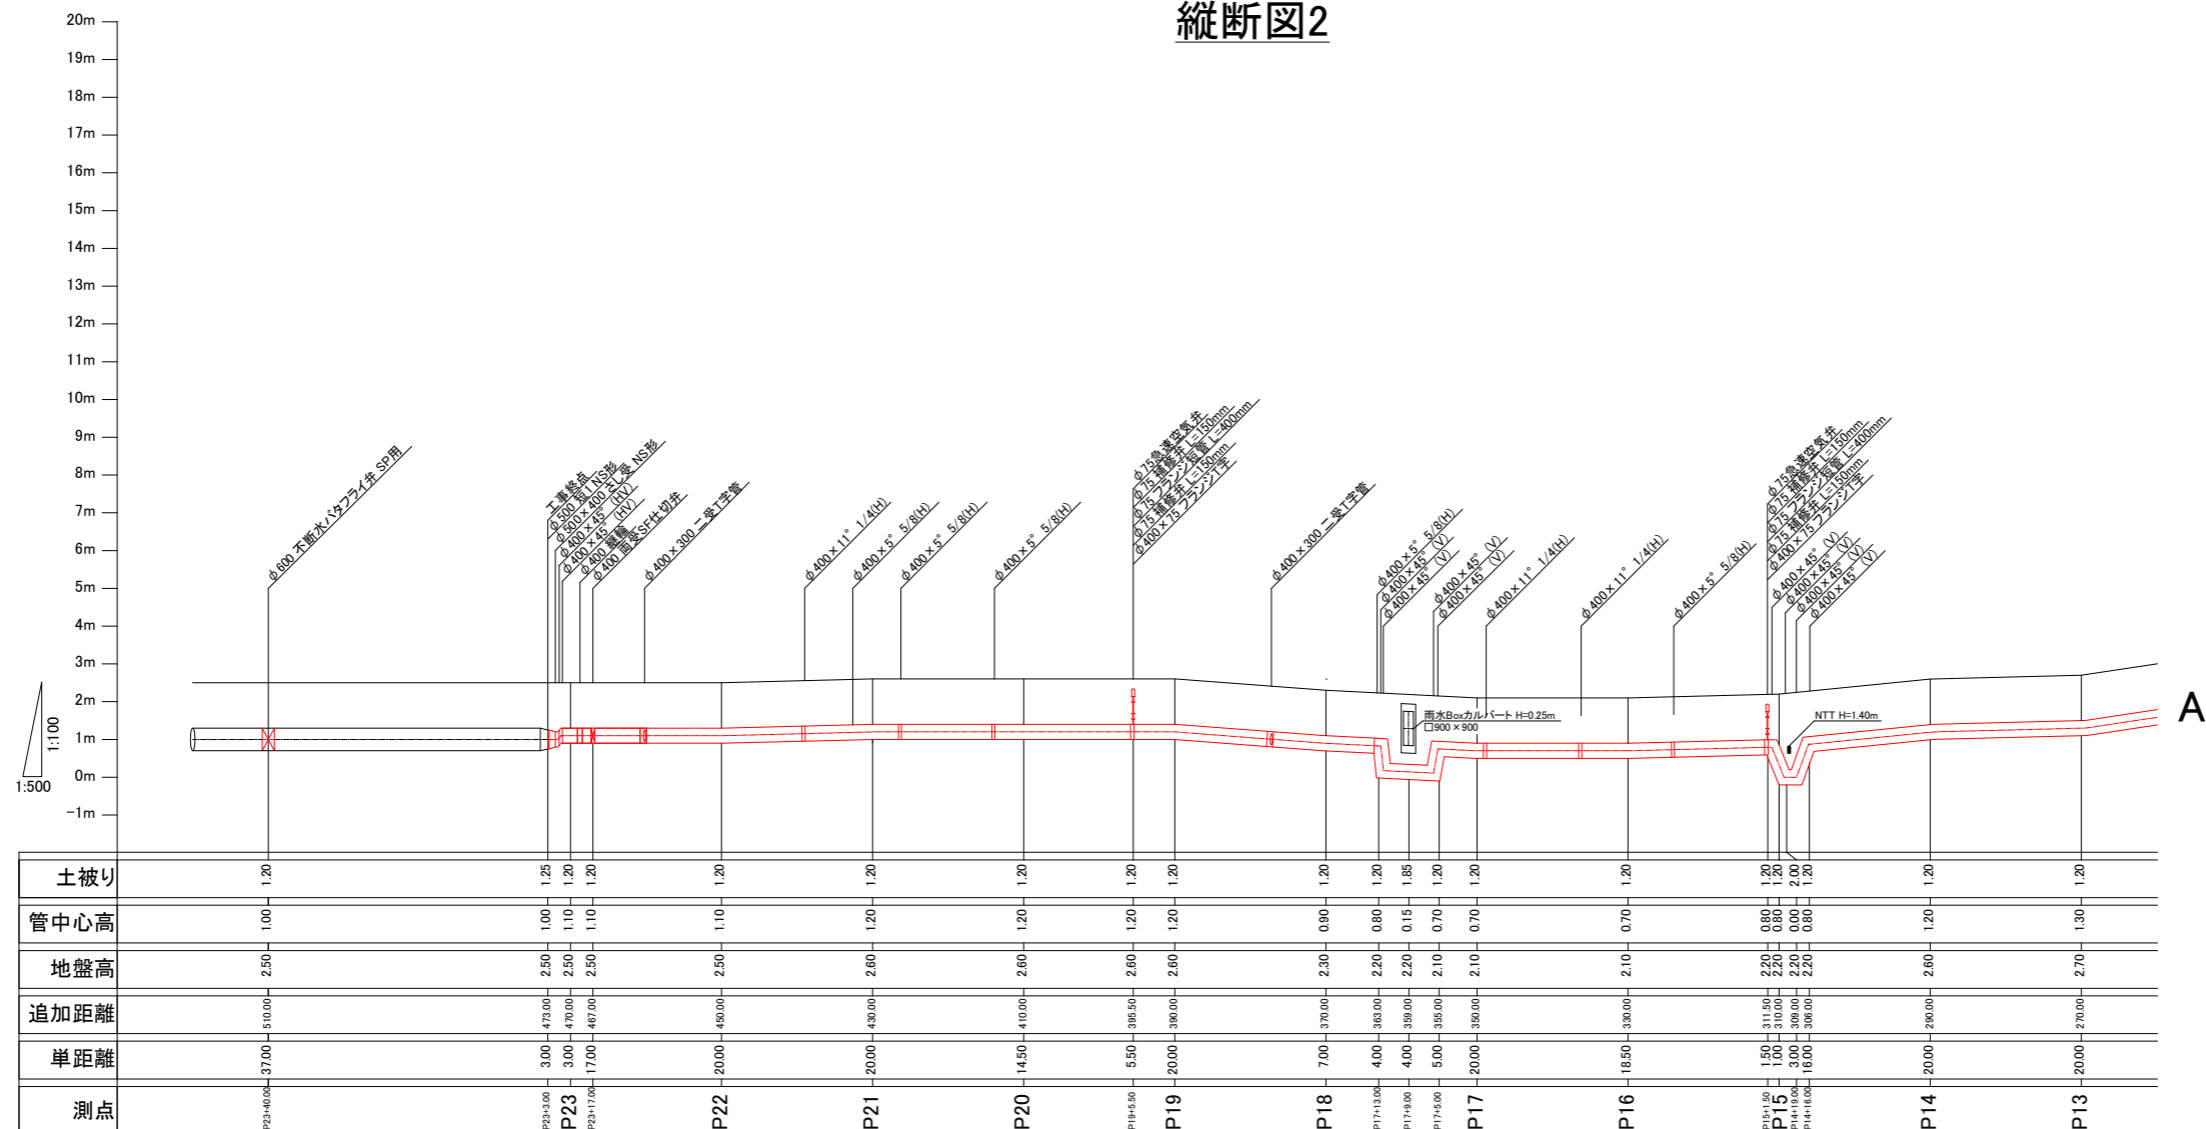 縦断図2
20m
19m
18m
17m
16m
15m
14m
13m
12m
11m
10m
9m
8m
7m
6m
5m
4m
3m
2m
1m
0m
-1m
1:100
1:500
φ600 不断水バタフライ弁 SP用
工事終点
φ500 短1 NS形
φ500×400 さし受 NS形
φ400×45° (HV)
φ400×45° (HV)
φ400 継輪
φ400 両受SF仕切弁
φ400×300 二受T字管
φ400×11° 1/4(H)
φ400×5° 5/8(H)
φ400×5° 5/8(H)
φ400×5° 5/8(H)
φ75急速空気弁
φ75 補修弁 L=150mm
φ75 フランジ短管 L=400mm
φ75 補修弁 L=150mm
φ400×75 フランジT字
φ400×300 二受T字管
φ400×5° 5/8(H)
φ400×45° (V)
φ400×45° (V)
φ400×45° (V)
φ400×45° (V)
φ400×11° 1/4(H)
φ400×11° 1/4(H)
φ400×5° 5/8(H)
φ75急速空気弁
φ75 補修弁 L=150mm
φ75 フランジ短管 L=400mm
φ75 補修弁 L=150mm
φ400×75 フランジT字
φ400×45° (V)
φ400×45° (V)
φ400×45° (V)
φ400×45° (V)
雨水Boxカルバート H=0.25m
□900×900
NTT H=1.40m
A
土被り 1.20 1.25 1.20 1.20 1.20 1.20 1.20 1.20 1.20 1.20 1.20 1.85 1.20 1.20 1.20 1.20 1.20 2.00 1.20 1.20 1.20
管中心高 1.00 1.00 1.10 1.10 1.10 1.20 1.20 1.20 1.20 0.90 0.80 0.15 0.70 0.70 0.70 0.80 0.80 0.00 0.80 1.20 1.30
地盤高 2.50 2.50 2.50 2.50 2.50 2.60 2.60 2.60 2.60 2.30 2.20 2.20 2.10 2.10 2.10 2.20 2.20 2.20 2.20 2.60 2.70
追加距離 510.00 473.00 470.00 467.00 450.00 430.00 410.00 395.50 390.00 370.00 363.00 359.00 355.00 350.00 330.00 311.50 310.00 309.00 306.00 290.00 270.00
単距離 37.00 3.00 3.00 17.00 20.00 20.00 14.50 5.50 20.00 7.00 4.00 4.00 5.00 20.00 18.50 1.50 1.00 3.00 16.00 20.00 20.00
測点 P23+40.00 P23+3.00 P23 P23+17.00 P22 P21 P20 P19+5.50 P19 P18 P17+13.00 P17+9.00 P17+5.00 P17 P16 P15+1.50 P15 P14+19.00 P14+16.00 P14 P13